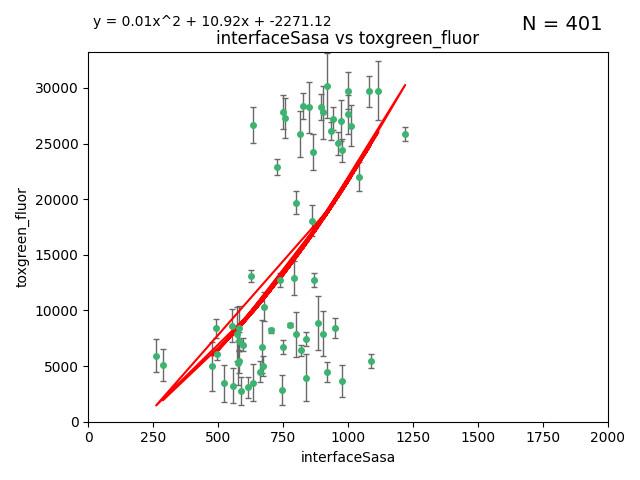 y = 0.01x^2 + 10.92x + -2271.12
N = 401
interfaceSasa vs toxgreen_fluor
toxgreen_fluor
30000
25000
20000
15000
10000
5000
0
0 250 500 750 1000 1250 1500 1750 2000
interfaceSasa